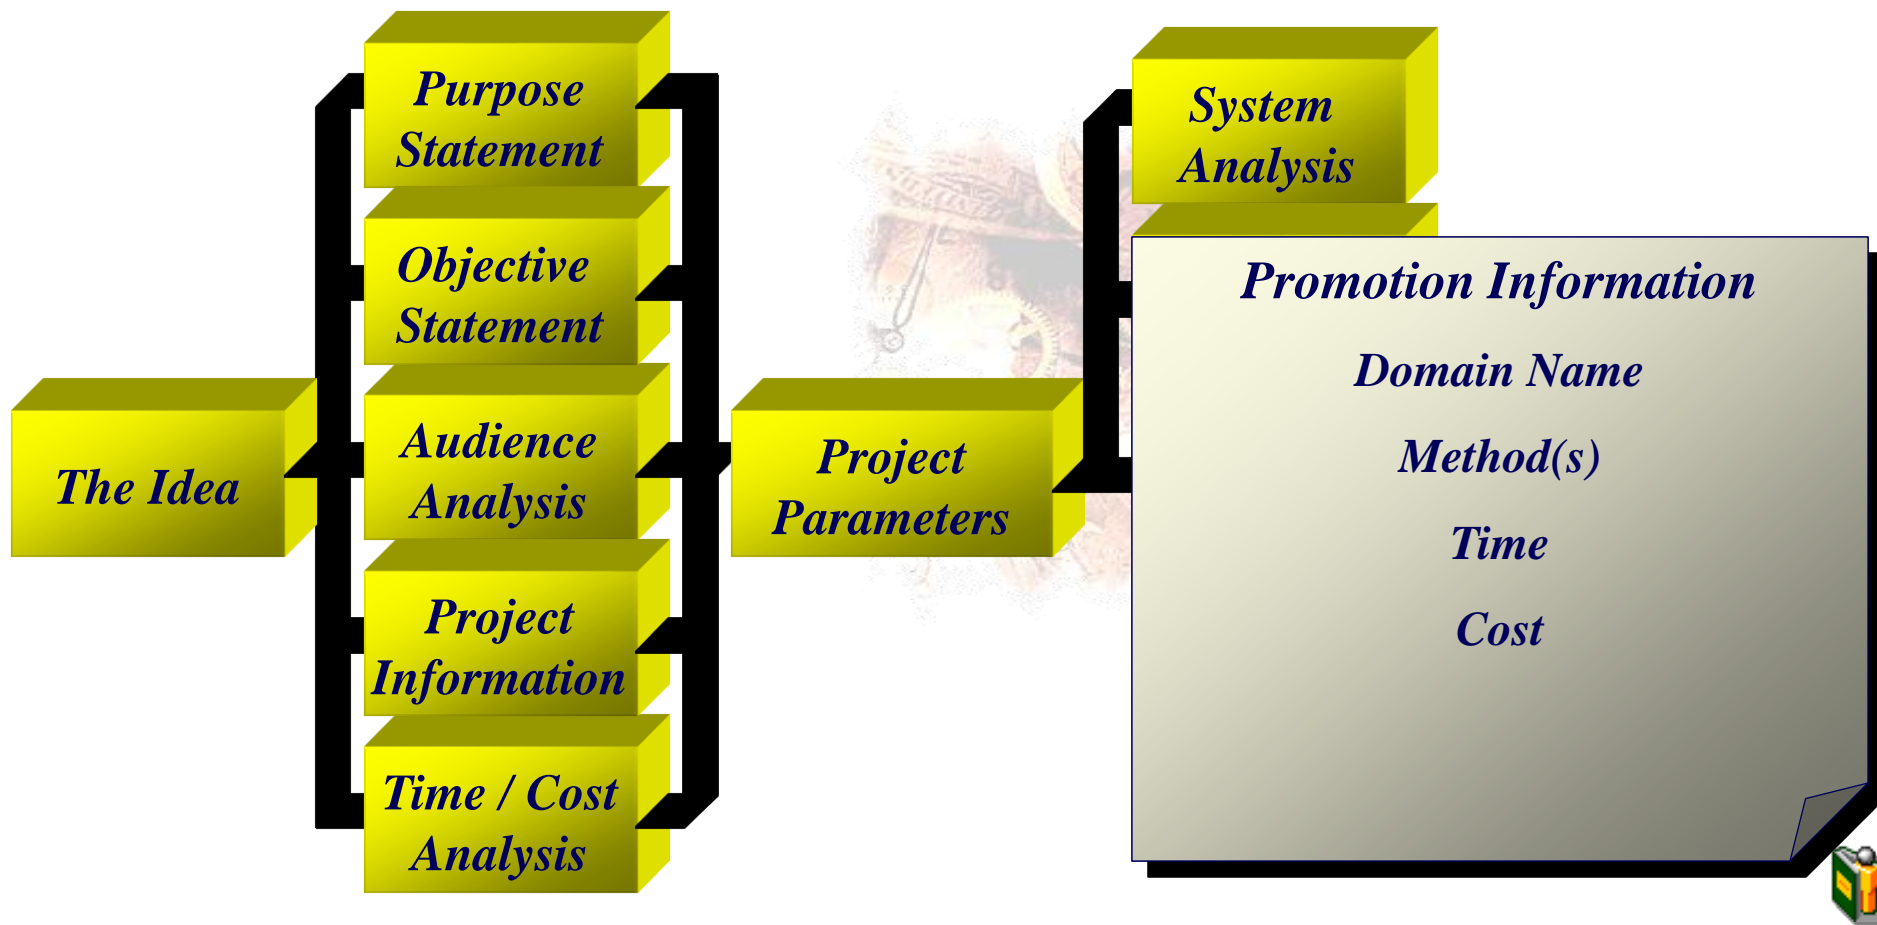 The Idea
Purpose
Statement
Objective
Statement
Audience
Analysis
Project
Information
Time / Cost
Analysis
Project
Parameters
System
Analysis
Promotion Information
Domain Name
Method(s)
Time
Cost